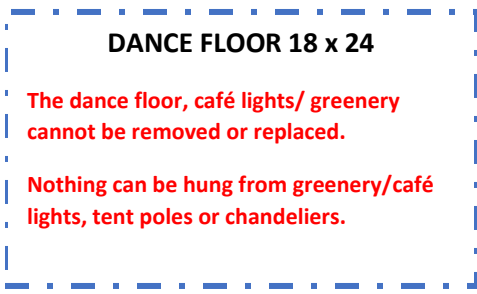 DANCE FLOOR 18 x 24
The dance floor, café lights/ greenery
cannot be removed or replaced.
Nothing can be hung from greenery/café
lights, tent poles or chandeliers.